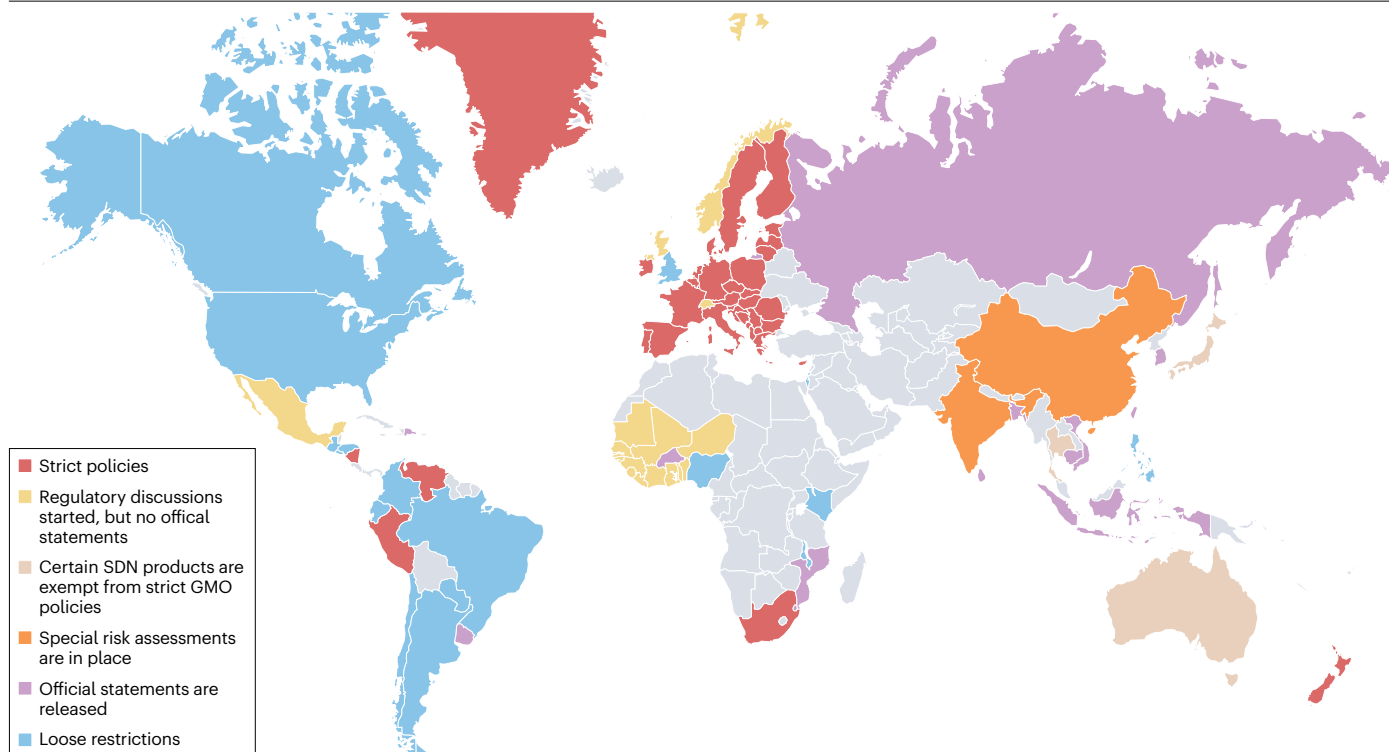 Strict policies
Regulatory discussions
started, but no offical
statements
Certain SDN products are
exempt from strict GMO
policies
Special risk assessments
are in place
Official statements are
released
Loose restrictions